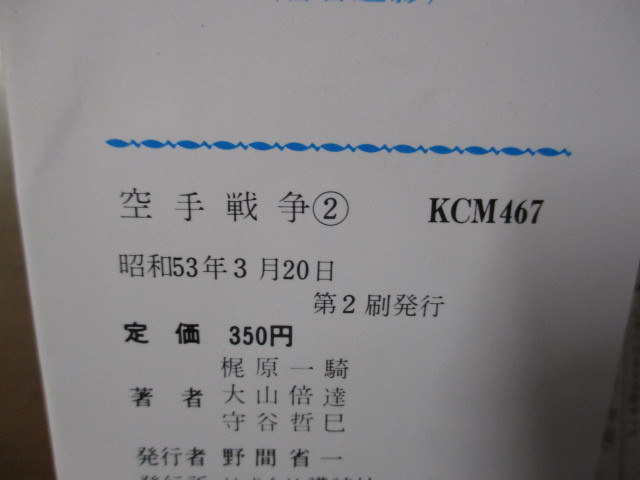 空手戦争② KCM467
昭和53年3月20日
第2刷発行
定価 350円
梶原一騎
著者 大山倍達
守谷哲巳
発行者 野間省一